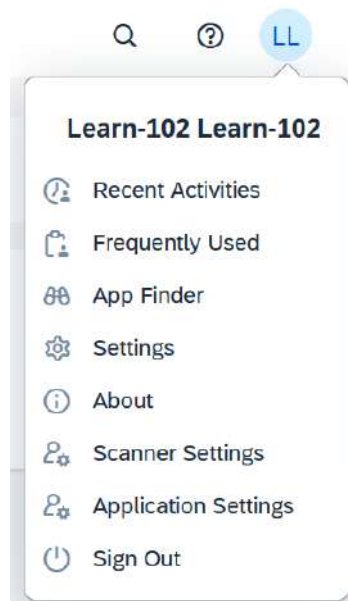 LL
Learn-102 Learn-102
Recent Activities
Frequently Used
App Finder
Settings
About
Scanner Settings
Application Settings
Sign Out